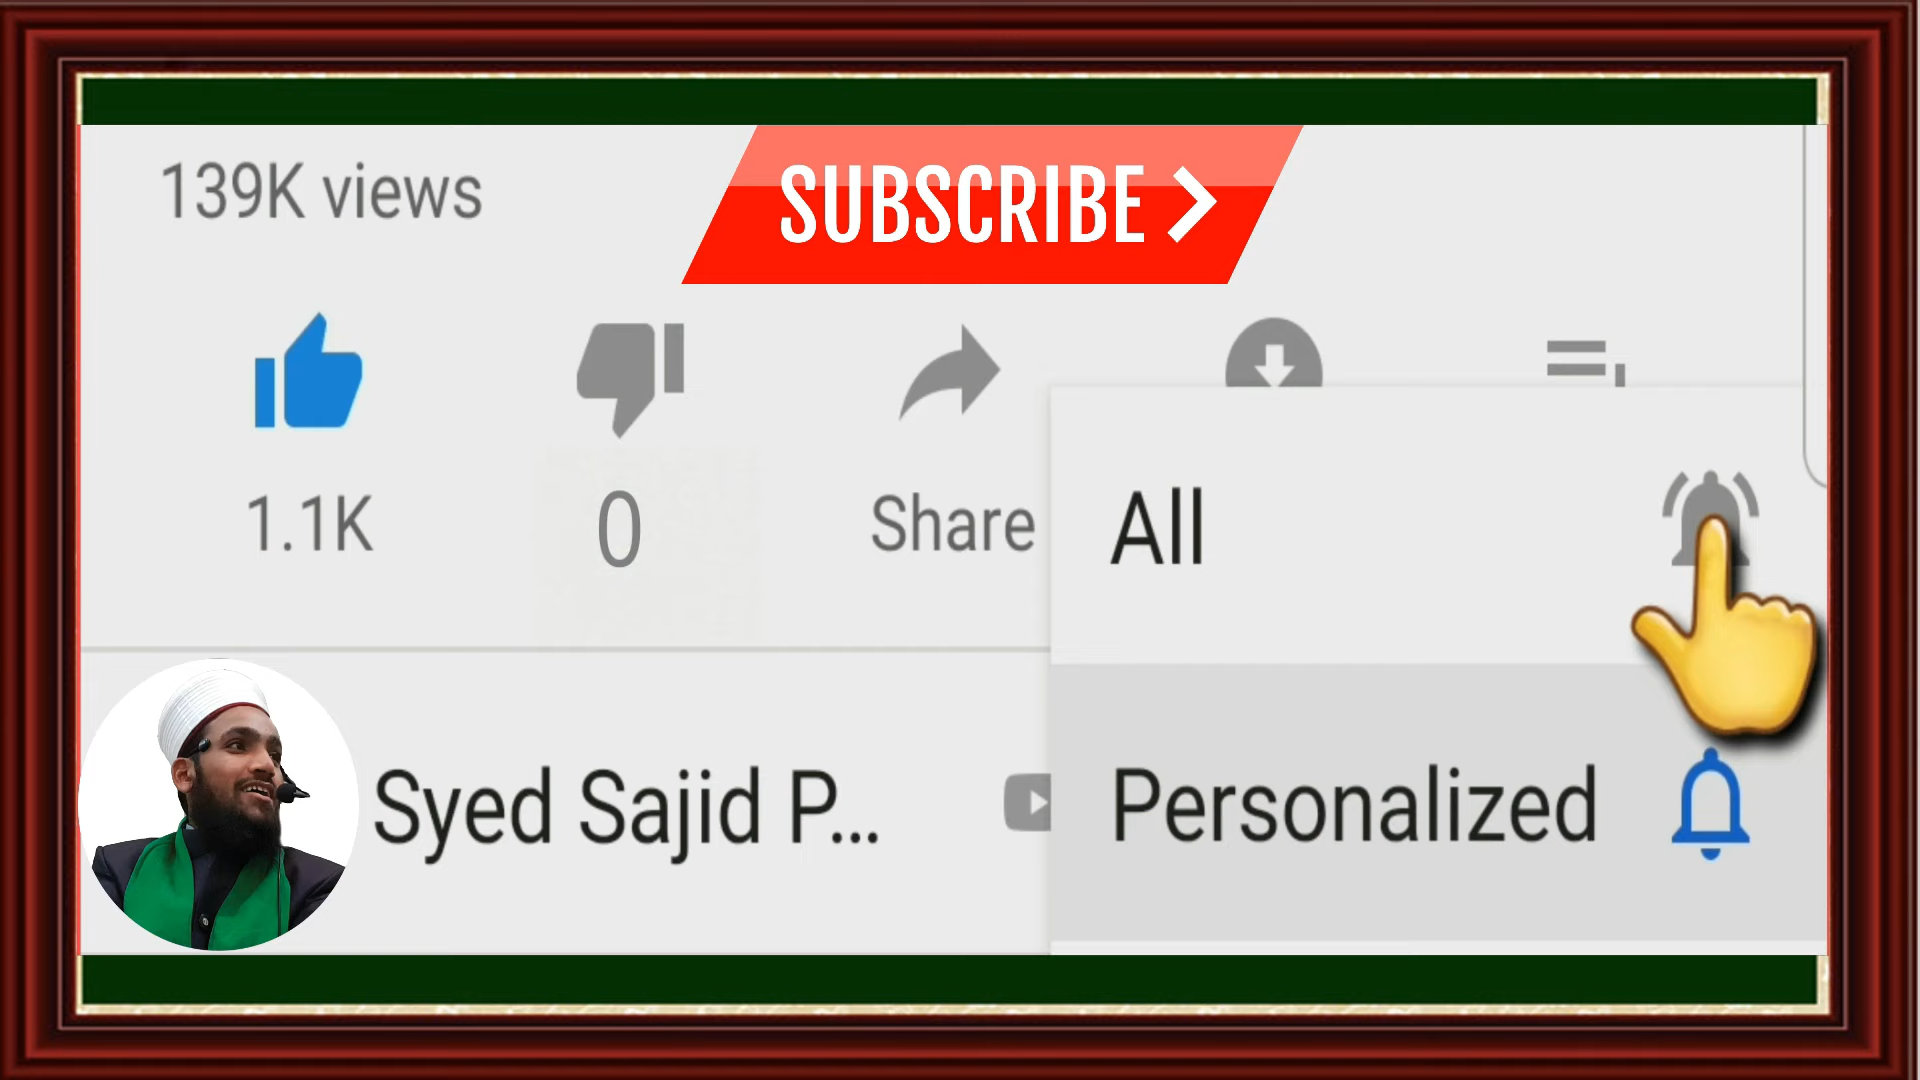 139K views
SUBSCRIBE
1.1K
0
Share
All
Syed Sajid P...
Personalized